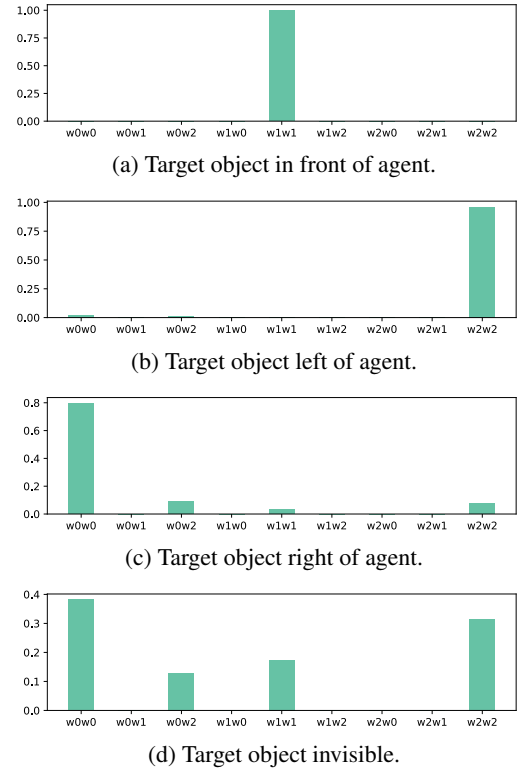 1.00
0.75
0.50
0.25
0.00
w0w0 w0w1 w0w2 w1w0 w1w1 w1w2 w2w0 w2w1 w2w2
(a) Target object in front of agent.
1.00
0.75
0.50
0.25
0.00
w0w0 w0w1 w0w2 w1w0 w1w1 w1w2 w2w0 w2w1 w2w2
(b) Target object left of agent.
0.8
0.6
0.4
0.2
0.0
w0w0 w0w1 w0w2 w1w0 w1w1 w1w2 w2w0 w2w1 w2w2
(c) Target object right of agent.
0.4
0.3
0.2
0.1
0.0
w0w0 w0w1 w0w2 w1w0 w1w1 w1w2 w2w0 w2w1 w2w2
(d) Target object invisible.